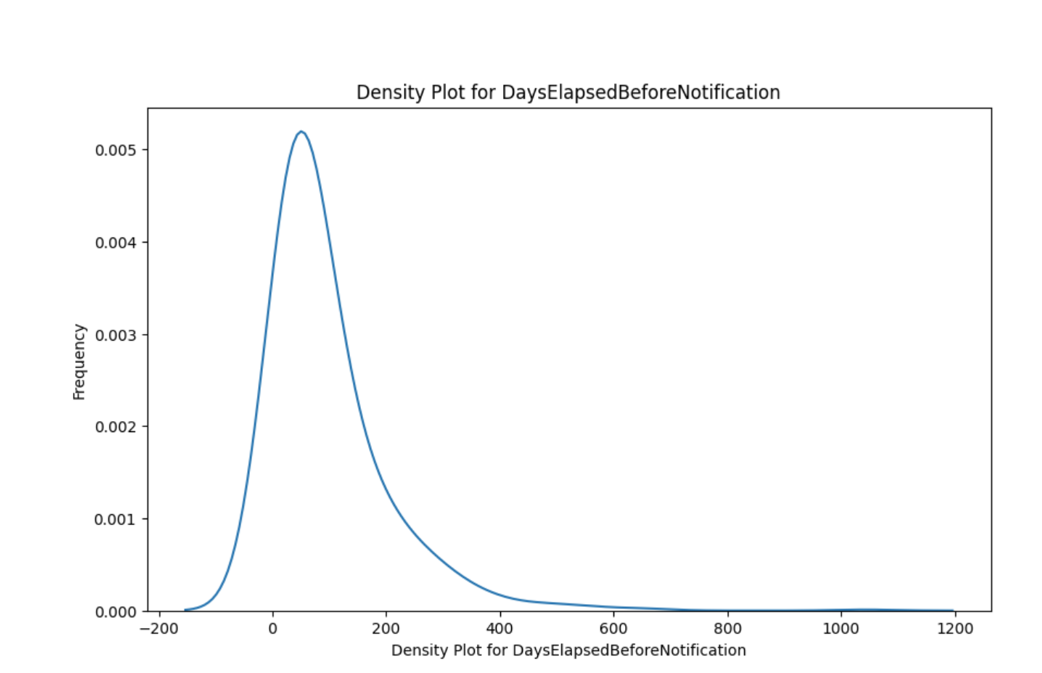 Density Plot for DaysElapsedBeforeNotification
0.005
0.004
0.003
0.002
0.001
0.000
Frequency
−200 0 200 400 600 800 1000 1200
Density Plot for DaysElapsedBeforeNotification